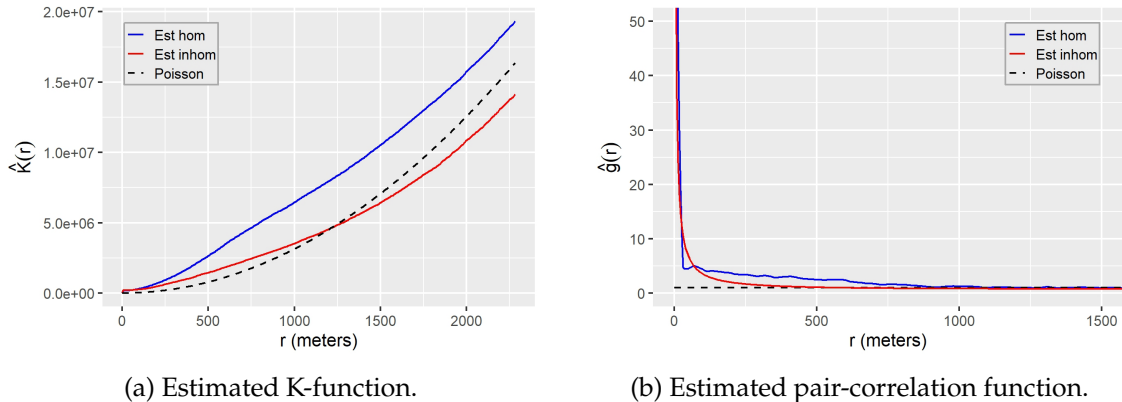 2.0e+07
1.5e+07
1.0e+07
5.0e+06
0.0e+00
K̂(r)
Est hom
Est inhom
Poisson
0
500
1000
1500
2000
r (meters)
(a) Estimated K-function.
50
40
30
20
10
0
ĝ(r)
Est hom
Est inhom
Poisson
0
500
1000
1500
r (meters)
(b) Estimated pair-correlation function.